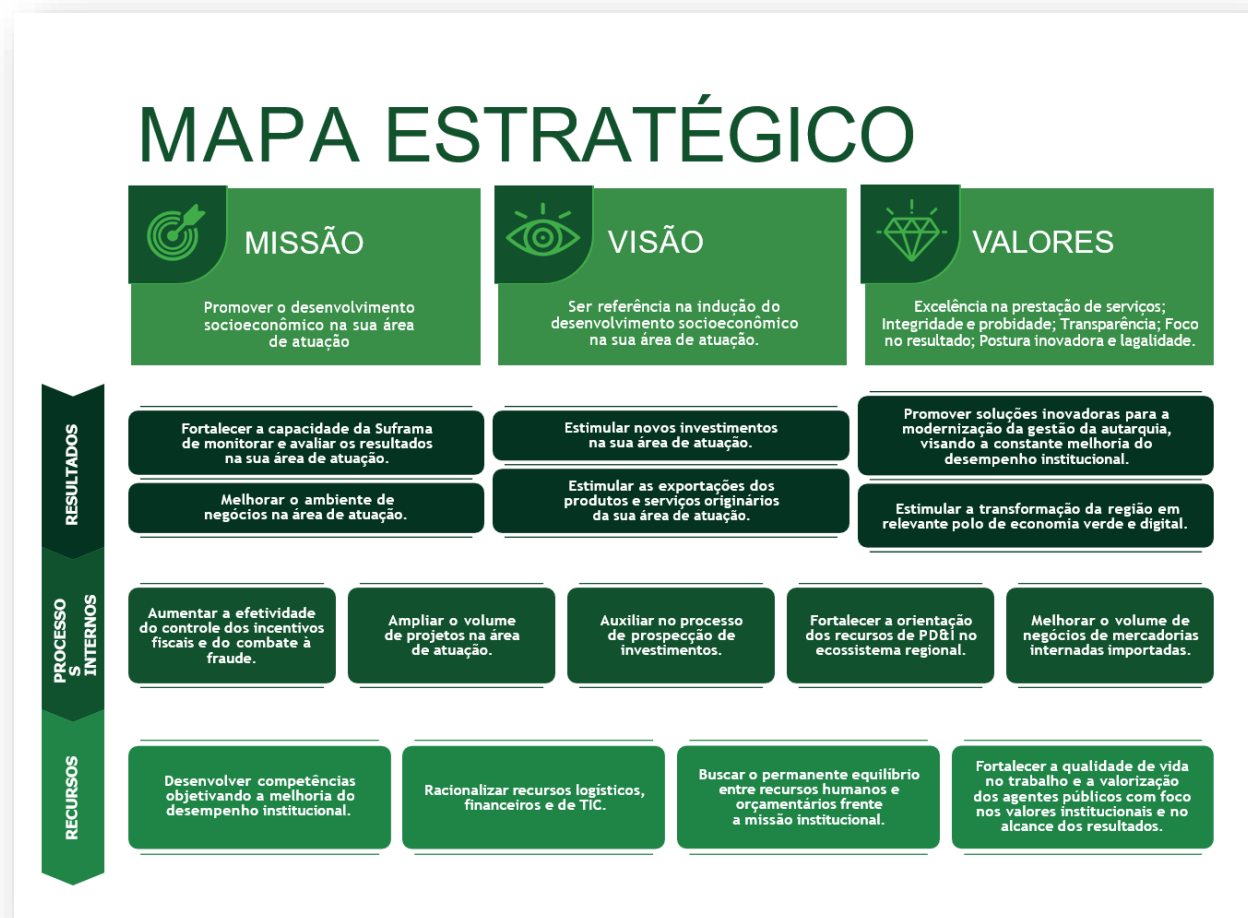 MAPA ESTRATÉGICO
MISSÃO
Promover o desenvolvimento
socioeconômico na sua área
de atuação
VISÃO
Ser referência na indução do
desenvolvimento socioeconômico
na sua área de atuação.
VALORES
Excelência na prestação de serviços;
Integridade e probidade; Transparência; Foco
no resultado; Postura inovadora e lagalidade.
RESULTADOS
Fortalecer a capacidade da Suframa
de monitorar e avaliar os resultados
na sua área de atuação.
Melhorar o ambiente de
negócios na área de atuação.
Estimular novos investimentos
na sua área de atuação.
Estimular as exportações dos
produtos e serviços originários
da sua área de atuação.
Promover soluções inovadoras para a
modernização da gestão da autarquia,
visando a constante melhoria do
desempenho institucional.
Estimular a transformação da região em
relevante polo de economia verde e digital.
PROCESSO
S
INTERNOS
Aumentar a efetividade
do controle dos incentivos
fiscais e do combate à
fraude.
Ampliar o volume
de projetos na área
de atuação.
Auxiliar no processo
de prospecção de
investimentos.
Fortalecer a orientação
dos recursos de PD&I no
ecossistema regional.
Melhorar o volume de
negócios de mercadorias
internadas importadas.
RECURSOS
Desenvolver competências
objetivando a melhoria do
desempenho institucional.
Racionalizar recursos logísticos,
financeiros e de TIC.
Buscar o permanente equilíbrio
entre recursos humanos e
orçamentários frente
a missão institucional.
Fortalecer a qualidade de vida
no trabalho e a valorização
dos agentes públicos com foco
nos valores institucionais e no
alcance dos resultados.